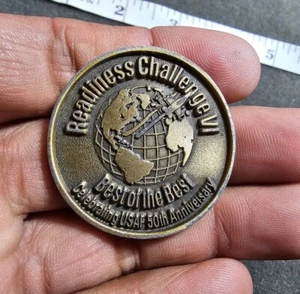 Readiness Challenge VI
Best of the Best
Celebrating USAF 50th Anniversary